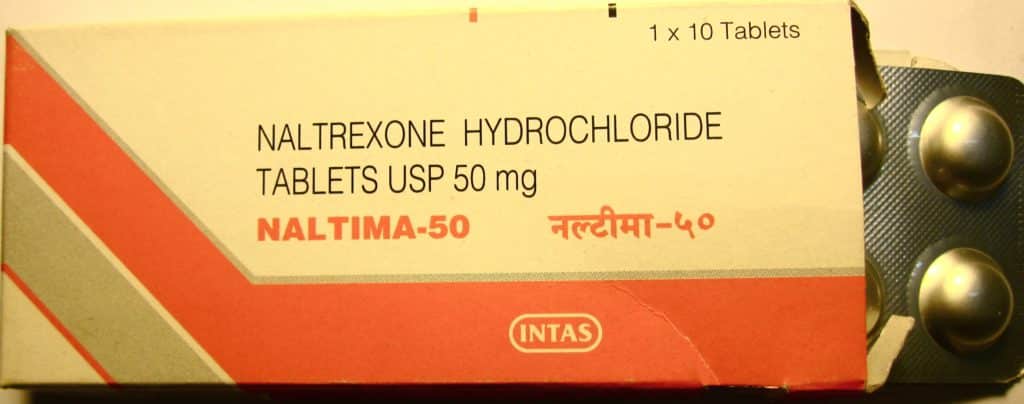 1 x 10 Tablets
NALTREXONE HYDROCHLORIDE
TABLETS USP 50 mg
NALTIMA-50 नल्टीमा-५०
INTAS